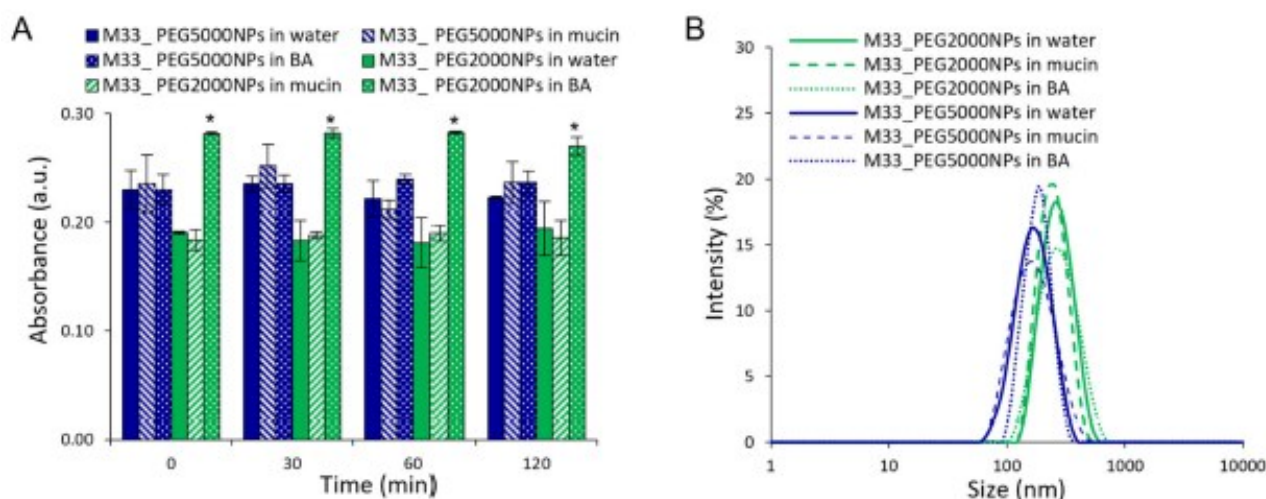 A
M33_ PEG5000NPs in water
M33_ PEG5000NPs in mucin
M33_ PEG5000NPs in BA
M33_ PEG2000NPs in water
M33_ PEG2000NPs in mucin
M33_ PEG2000NPs in BA
Absorbance (a.u.)
0.30
0.20
0.10
0.00
* * * *
0 30 60 120
Time (min)
B
M33_PEG2000NPs in water
M33_PEG2000NPs in mucin
M33_PEG2000NPs in BA
M33_PEG5000NPs in water
M33_PEG5000NPs in mucin
M33_PEG5000NPs in BA
Intensity (%)
30
25
20
15
10
5
0
1 10 100 1000 10000
Size (nm)